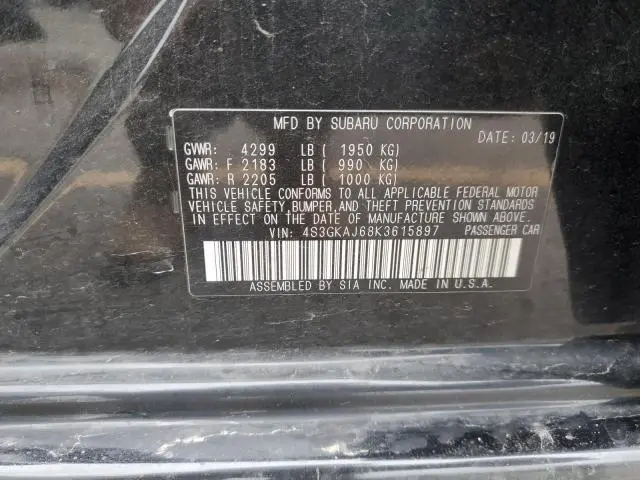 MFD BY SUBARU CORPORATION
DATE: 03/19
GVWR: 4299 LB ( 1950 KG)
GAWR: F 2183 LB ( 990 KG)
GAWR: R 2205 LB ( 1000 KG)
THIS VEHICLE CONFORMS TO ALL APPLICABLE FEDERAL MOTOR
VEHICLE SAFETY,BUMPER,AND THEFT PREVENTION STANDARDS
IN EFFECT ON THE DATE OF MANUFACTURE SHOWN ABOVE.
VIN: 4S3GKAJ68K3615897 PASSENGER CAR
ASSEMBLED BY SIA INC. MADE IN U.S.A.